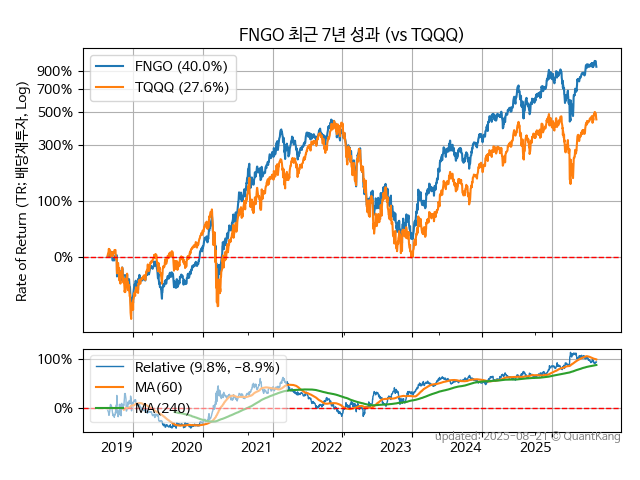 FNGO 최근 7년 성과 (vs TQQQ)
Rate of Return (TR: 배당재투자, Log)
900%
700%
500%
300%
100%
0%
FNGO (40.0%)
TQQQ (27.6%)
100%
0%
Relative (9.8%, -8.9%)
MA(60)
MA(240)
2019
2020
2021
2022
2023
2024
2025
updated: 2025-08-21 © QuantKang